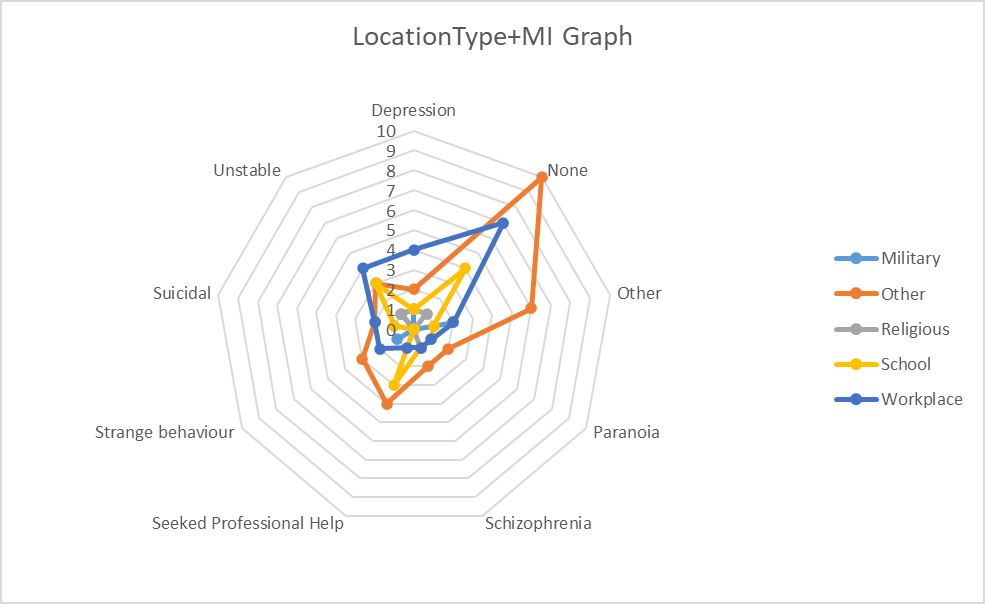 LocationType+MI Graph
Depression
10
9
8
7
6
5
4
3
2
1
0
Unstable
None
Suicidal
Other
Strange behaviour
Paranoia
Seeked Professional Help
Schizophrenia
Military
Other
Religious
School
Workplace